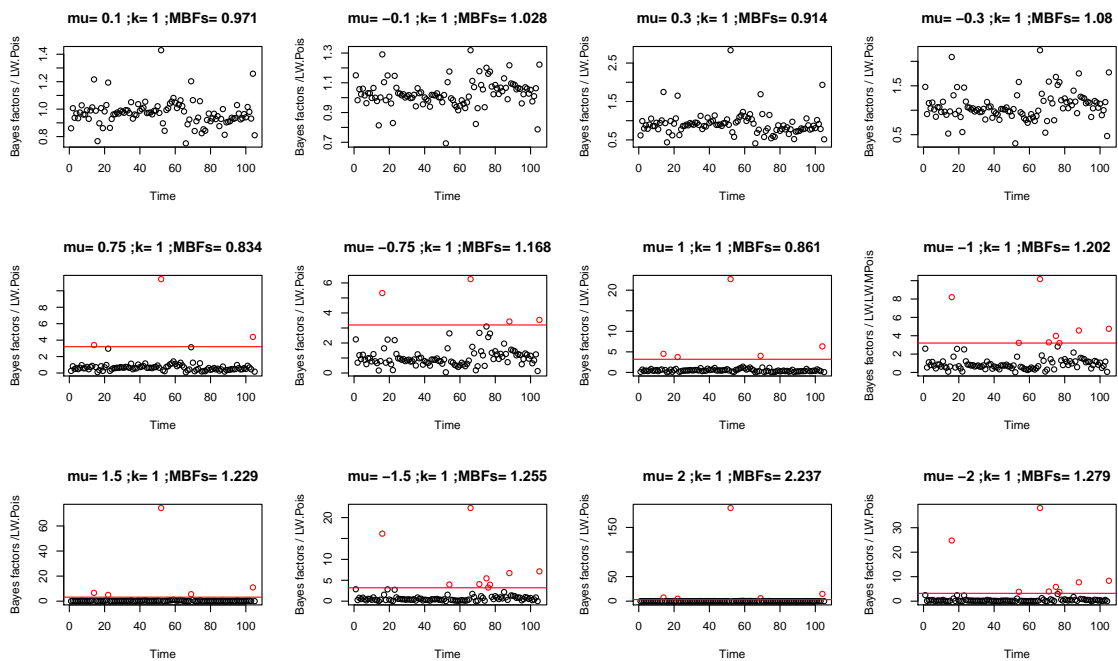 mu= 0.1 ;k= 1 ;MBFs= 0.971
mu= −0.1 ;k= 1 ;MBFs= 1.028
mu= 0.3 ;k= 1 ;MBFs= 0.914
mu= −0.3 ;k= 1 ;MBFs= 1.08
Bayes factors /LW.Pois
0.8 1.0 1.2 1.4
0 20 40 60 80 100
Time
Bayes factors / LW.Pois
0.7 0.9 1.1 1.3
0 20 40 60 80 100
Time
Bayes factors / LW.Pois
0.5 1.5 2.5
0 20 40 60 80 100
Time
Bayes factors / LW.Pois
0.5 1.5
0 20 40 60 80 100
Time
mu= 0.75 ;k= 1 ;MBFs= 0.834
mu= −0.75 ;k= 1 ;MBFs= 1.168
mu= 1 ;k= 1 ;MBFs= 0.861
mu= −1 ;k= 1 ;MBFs= 1.202
Bayes factors / LW.Pois
0 2 4 6 8
0 20 40 60 80 100
Time
Bayes factors / LW.Pois
0 1 2 4 6
0 20 40 60 80 100
Time
Bayes factors / LW.Pois
0 5 10 20
0 20 40 60 80 100
Time
Bayes factors / LW.LW.MPois
0 2 4 6 8 10
0 20 40 60 80 100
Time
mu= 1.5 ;k= 1 ;MBFs= 1.229
mu= −1.5 ;k= 1 ;MBFs= 1.255
mu= 2 ;k= 1 ;MBFs= 2.237
mu= −2 ;k= 1 ;MBFs= 1.279
Bayes factors /LW.Pois
0 20 40 60
0 20 40 60 80 100
Time
Bayes factors / LW.Pois
0 5 10 20
0 20 40 60 80 100
Time
Bayes factors / LW.Pois
0 50 150
0 20 40 60 80 100
Time
Bayes factors / LW.Pois
0 10 20 30
0 20 40 60 80 100
Time